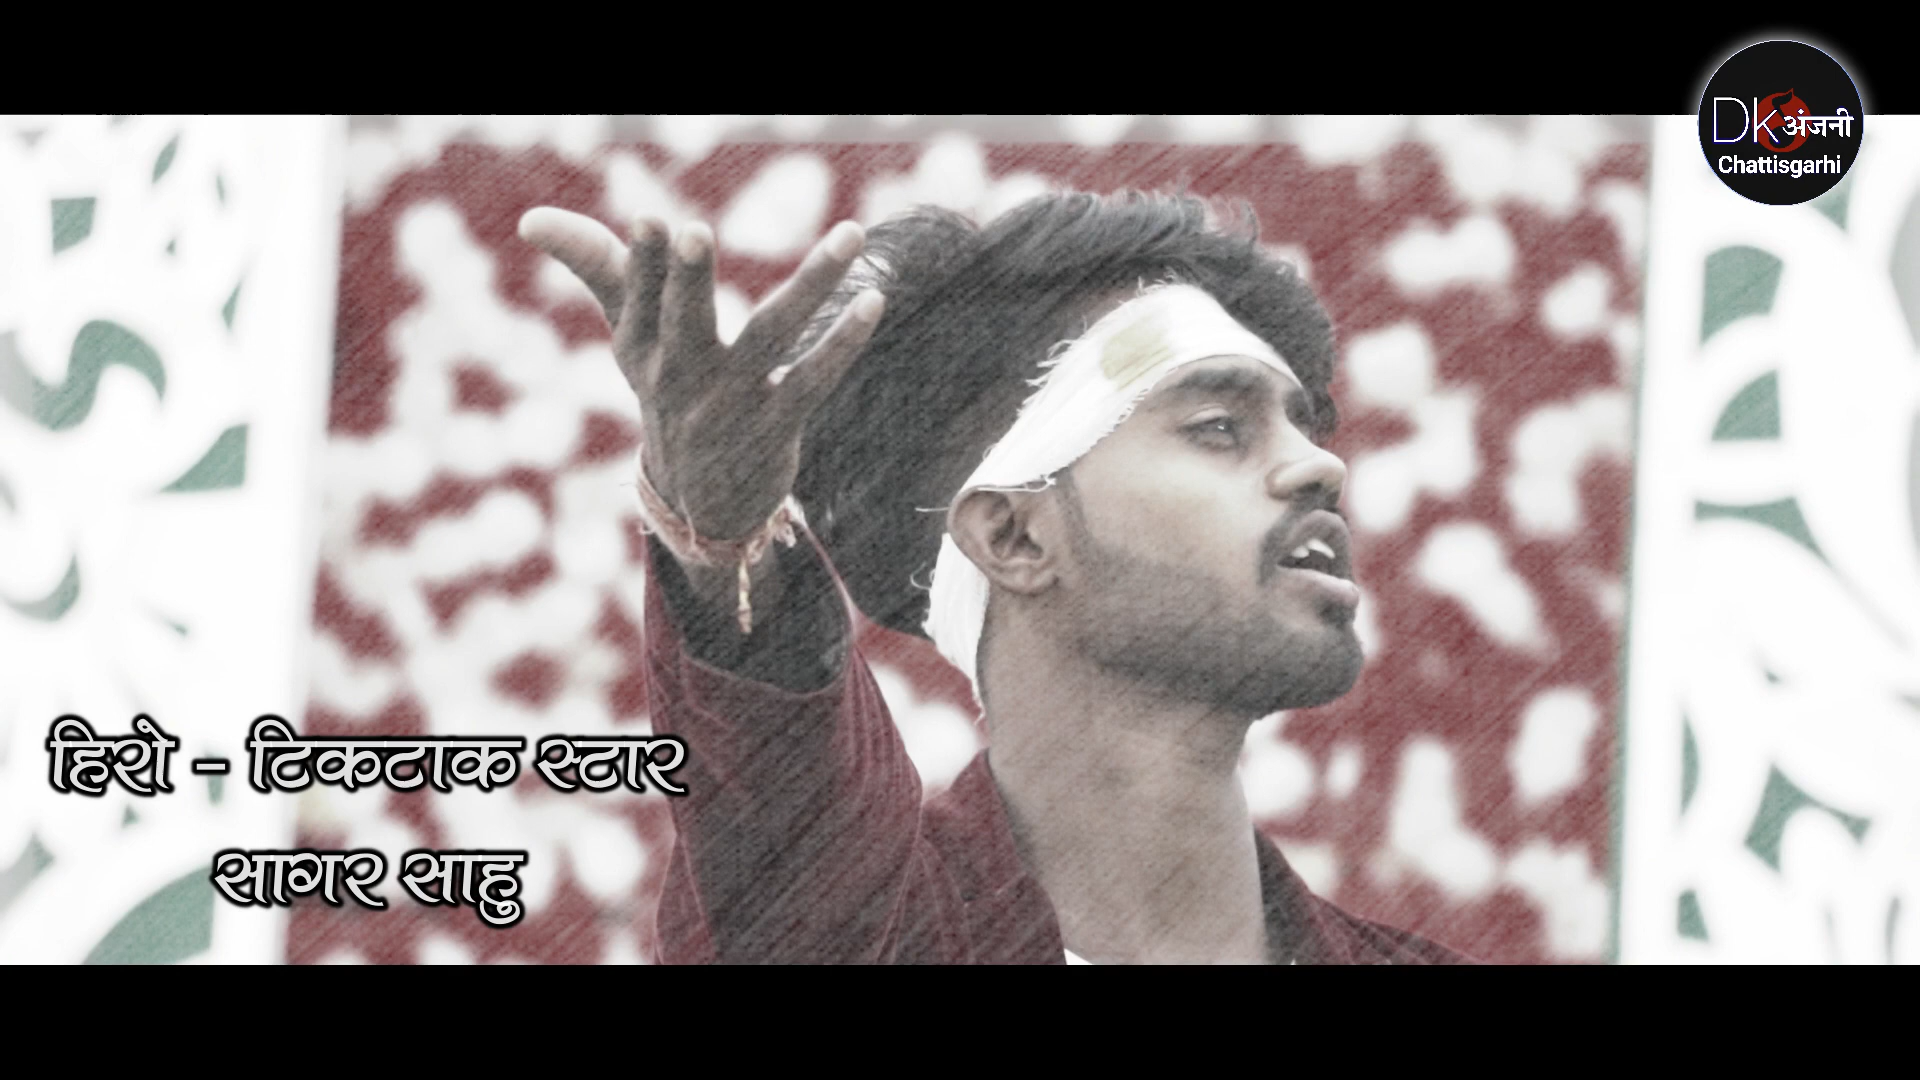 DK अंजनी
Chattisgarhi
हिरो - टिकटाक स्टार
सागर साहु